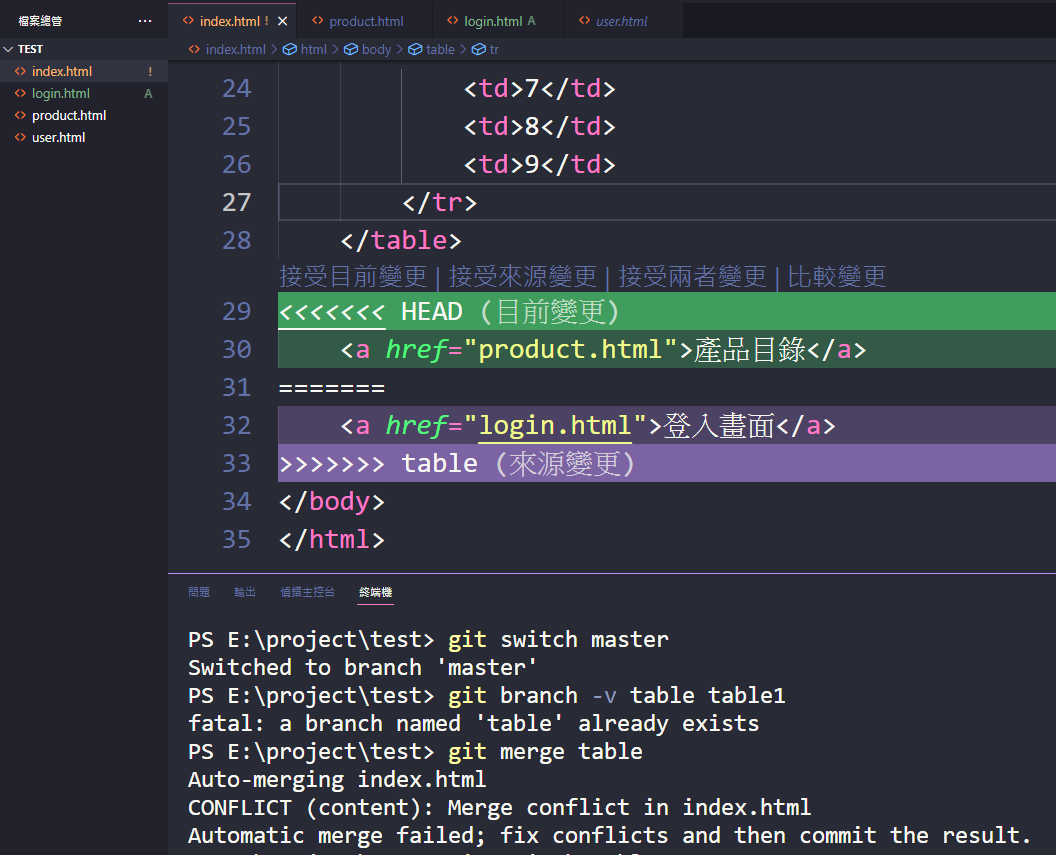 檔案總管 ···
TEST
index.html !
login.html A
product.html
user.html
index.html ! × product.html login.html A user.html
index.html > html > body > table > tr
24 <td>7</td>
25 <td>8</td>
26 <td>9</td>
27 </tr>
28 </table>
接受目前變更 | 接受來源變更 | 接受兩者變更 | 比較變更
29 <<<<<<< HEAD (目前變更)
30 <a href="product.html">產品目錄</a>
31 =======
32 <a href="login.html">登入畫面</a>
33 >>>>>>> table (來源變更)
34 </body>
35 </html>
問題 輸出 偵錯主控台 終端機
PS E:\project\test> git switch master
Switched to branch 'master'
PS E:\project\test> git branch -v table table1
fatal: a branch named 'table' already exists
PS E:\project\test> git merge table
Auto-merging index.html
CONFLICT (content): Merge conflict in index.html
Automatic merge failed; fix conflicts and then commit the result.